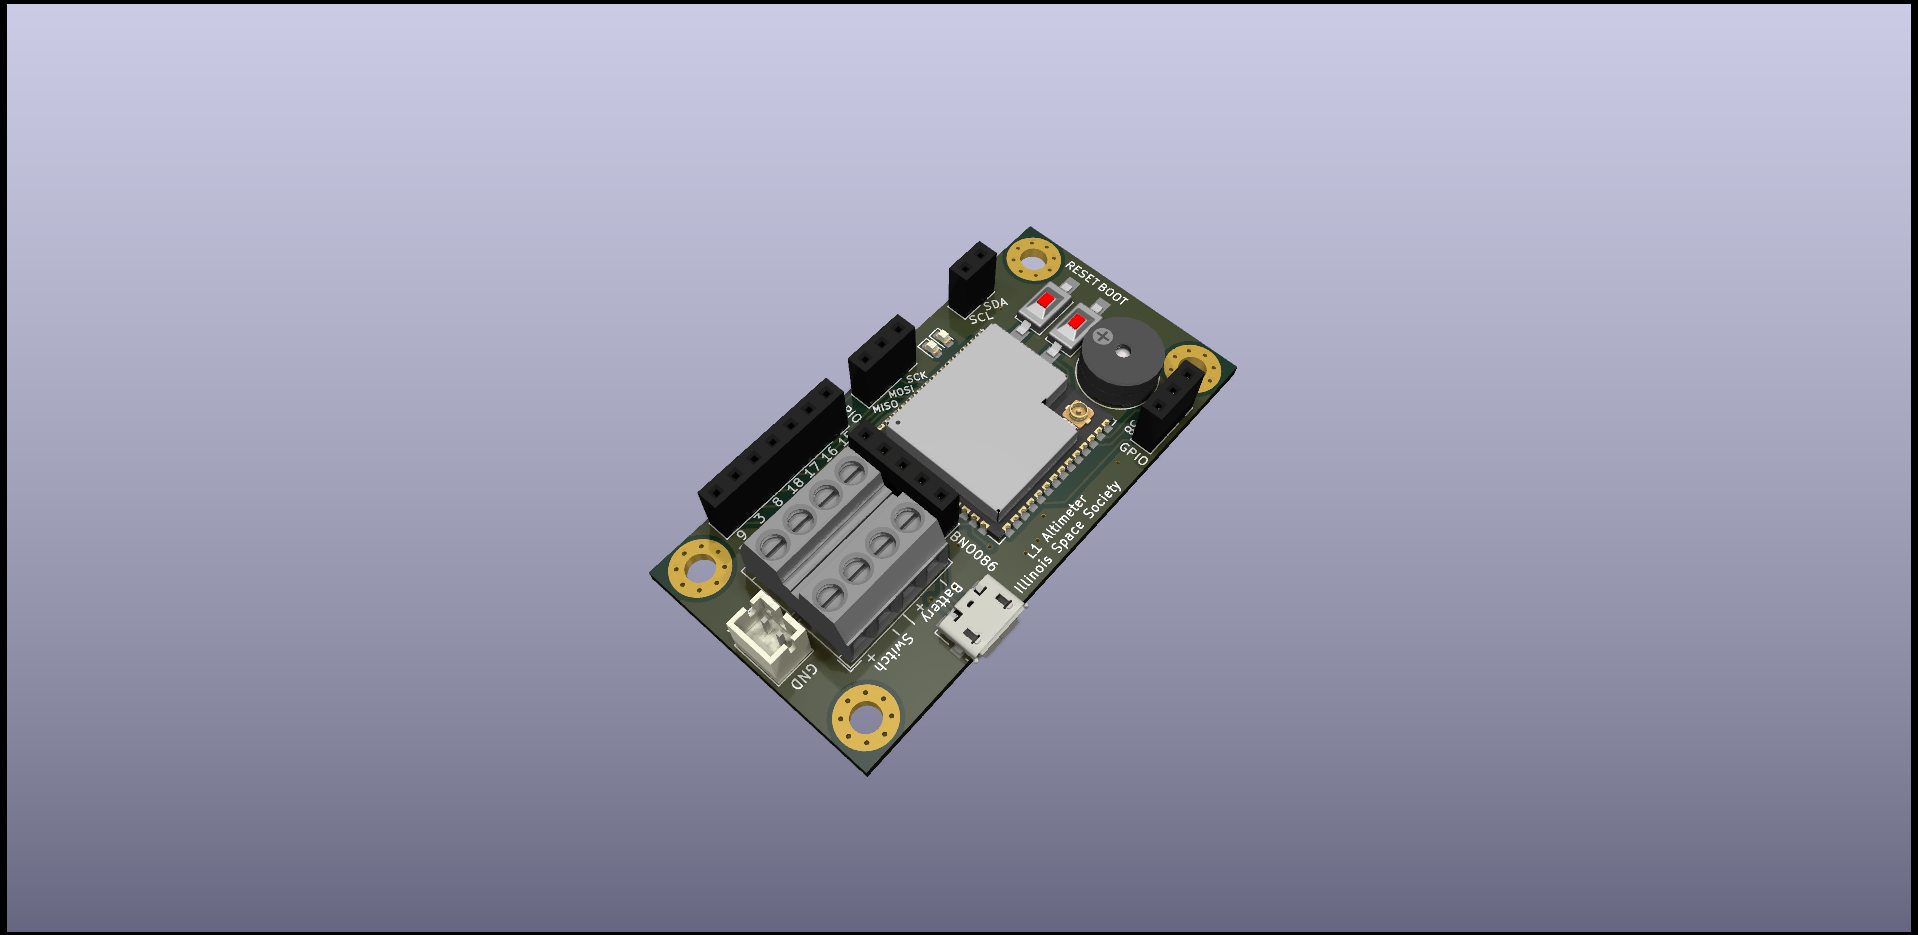 RESET BOOT
SDA
SCL
SCK
MOSI
MISO
16
17
18
8
3
9
GPIO
L1 Altimeter
Illinois Space Society
BNO086
Battery
+
-
Switch
-
+
GND